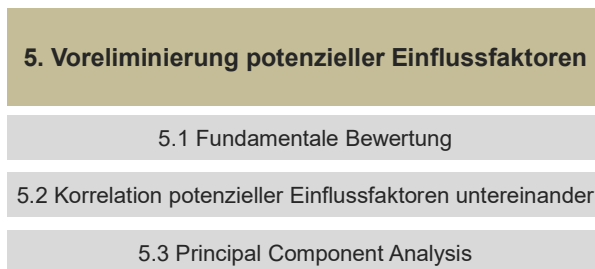 5. Voreliminierung potenzieller Einflussfaktoren
5.1 Fundamentale Bewertung
5.2 Korrelation potenzieller Einflussfaktoren untereinander
5.3 Principal Component Analysis